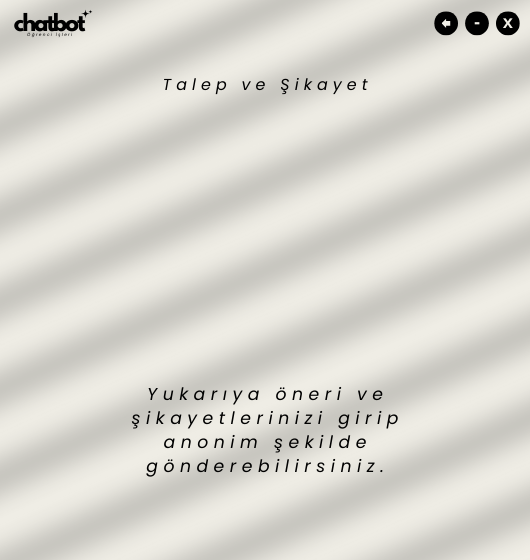 chatbot
Öğrenci İşleri
- X
Talep ve Şikayet
Yukarıya öneri ve
şikayetlerinizi girip
anonim şekilde
gönderebilirsiniz.